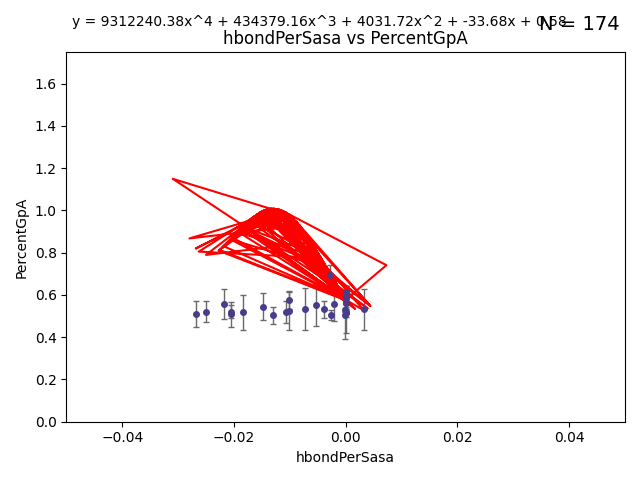 y = 9312240.38x^4 + 434379.16x^3 + 4031.72x^2 + -33.68x + 0.58
N = 174
hbondPerSasa vs PercentGpA
1.6
1.4
1.2
1.0
0.8
0.6
0.4
0.2
0.0
PercentGpA
−0.04 −0.02 0.00 0.02 0.04
hbondPerSasa